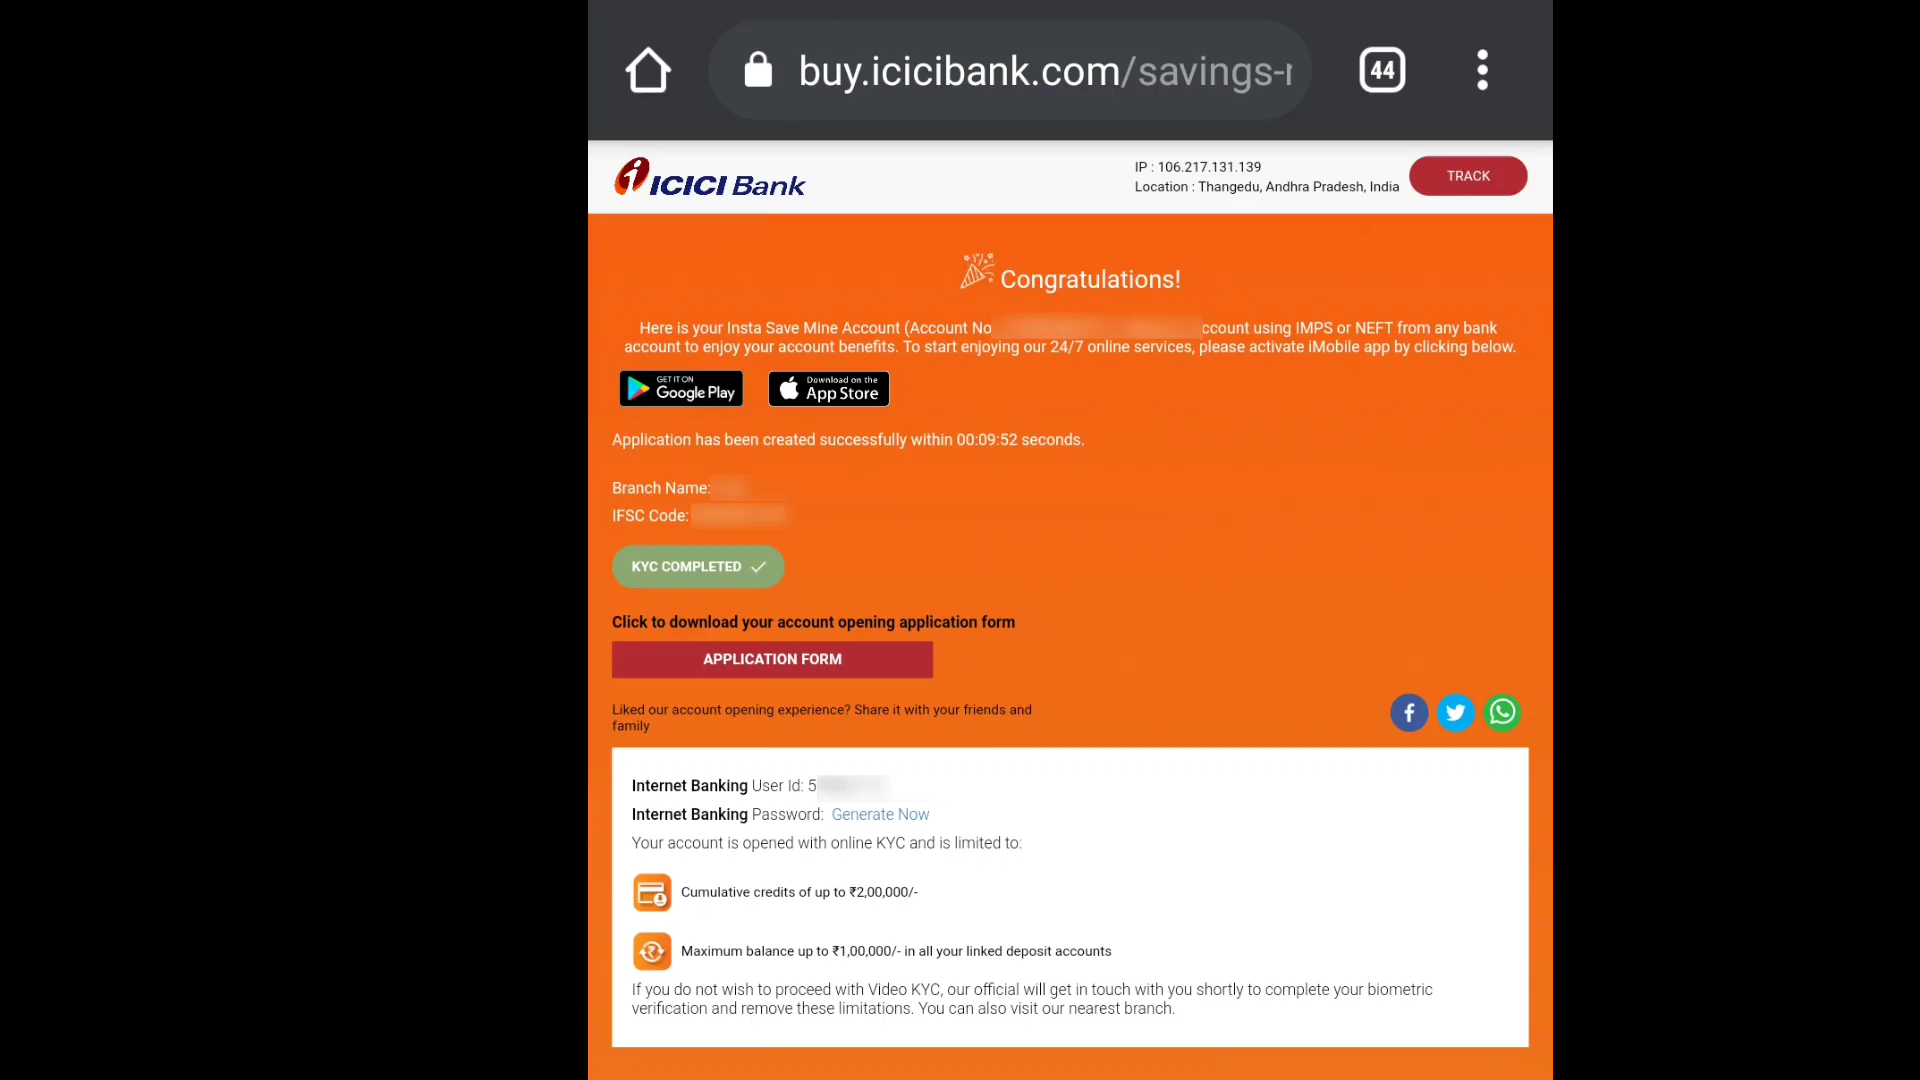 buy.icicibank.com/savings-
44
ICICI Bank
IP : 106.217.131.139
Location : Thangedu, Andhra Pradesh, India
TRACK
Congratulations!
Here is your Insta Save Mine Account (Account No ccount using IMPS or NEFT from any bank
account to enjoy your account benefits. To start enjoying our 24/7 online services, please activate iMobile app by clicking below.
GET IT ON
Google Play
Download on the
App Store
Application has been created successfully within 00:09:52 seconds.
Branch Name:
IFSC Code:
KYC COMPLETED
Click to download your account opening application form
APPLICATION FORM
Liked our account opening experience? Share it with your friends and
family
Internet Banking User Id: 5
Internet Banking Password: Generate Now
Your account is opened with online KYC and is limited to:
Cumulative credits of up to ₹2,00,000/-
Maximum balance up to ₹1,00,000/- in all your linked deposit accounts
If you do not wish to proceed with Video KYC, our official will get in touch with you shortly to complete your biometric
verification and remove these limitations. You can also visit our nearest branch.